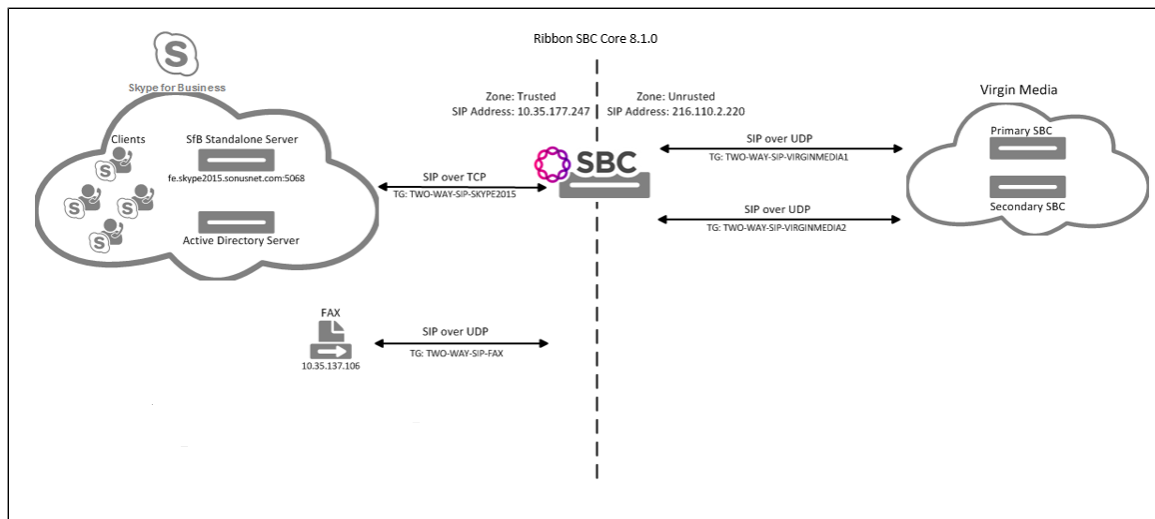 Ribbon SBC Core 8.1.0
Skype for Business
Zone: Trusted
SIP Address: 10.35.177.247
Zone: Unrusted
SIP Address: 216.110.2.220
Virgin Media
Clients
SfB Standalone Server
fe.skype2015.sonusnet.com:5068
Active Directory Server
SIP over TCP
TG: TWO-WAY-SIP-SKYPE2015
SBC
SIP over UDP
TG: TWO-WAY-SIP-VIRGINMEDIA1
SIP over UDP
TG: TWO-WAY-SIP-VIRGINMEDIA2
Primary SBC
Secondary SBC
FAX
10.35.137.106
SIP over UDP
TG: TWO-WAY-SIP-FAX